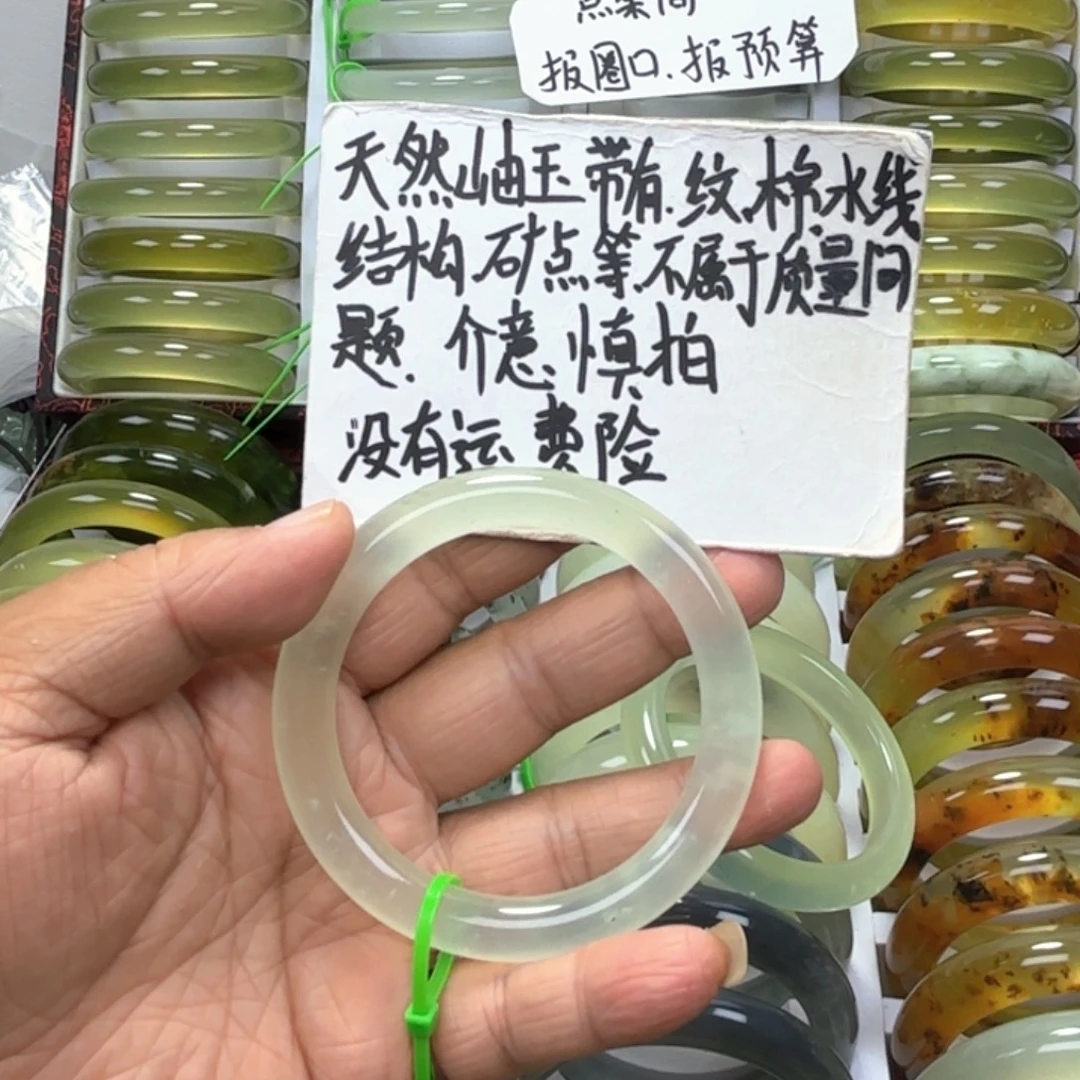 报圈口.报预算
天然岫玉带有.纹.棉.水线
结构.矿点等.不属于质量问
题.介意.慎拍
没有运费险